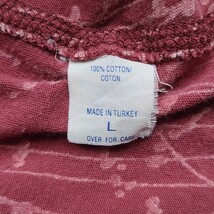 100% COTTON/
COTON
MADE IN TURKEY
L
OVER FOR CARE